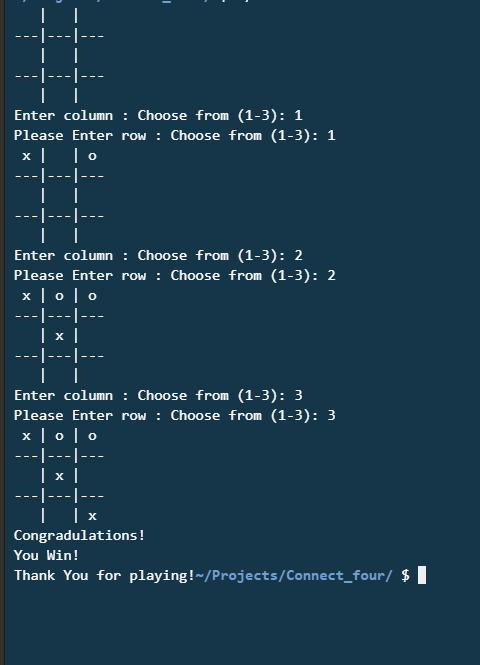 |   |
---|---|---
   |   |
---|---|---
   |   |
Enter column : Choose from (1-3): 1
Please Enter row : Choose from (1-3): 1
 x |   | o
---|---|---
   |   |
---|---|---
   |   |
Enter column : Choose from (1-3): 2
Please Enter row : Choose from (1-3): 2
 x | o | o
---|---|---
   | x |
---|---|---
   |   |
Enter column : Choose from (1-3): 3
Please Enter row : Choose from (1-3): 3
 x | o | o
---|---|---
   | x |
---|---|---
   |   | x
Congradulations!
You Win!
Thank You for playing!~/Projects/Connect_four/ $